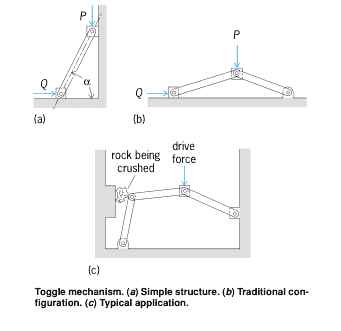 P
Q
α
(a)
P
Q
(b)
rock being
crushed
drive
force
(c)
Toggle mechanism. (a) Simple structure. (b) Traditional con-
figuration. (c) Typical application.